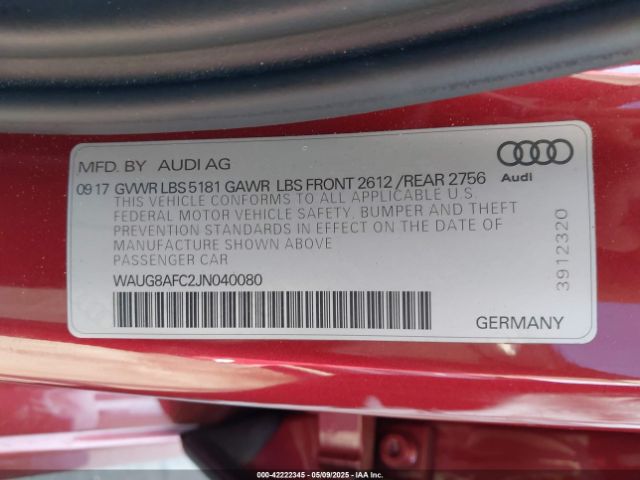 MFD. BY AUDI AG
0917 GVWR LBS 5181 GAWR LBS FRONT 2612 /REAR 2756
THIS VEHICLE CONFORMS TO ALL APPLICABLE U.S.
FEDERAL MOTOR VEHICLE SAFETY, BUMPER AND THEFT
PREVENTION STANDARDS IN EFFECT ON THE DATE OF
MANUFACTURE SHOWN ABOVE
PASSENGER CAR
WAUG8AFC2JN040080
Audi
3912320
GERMANY
000-42222345 - 05/09/2025 - IAA Inc.